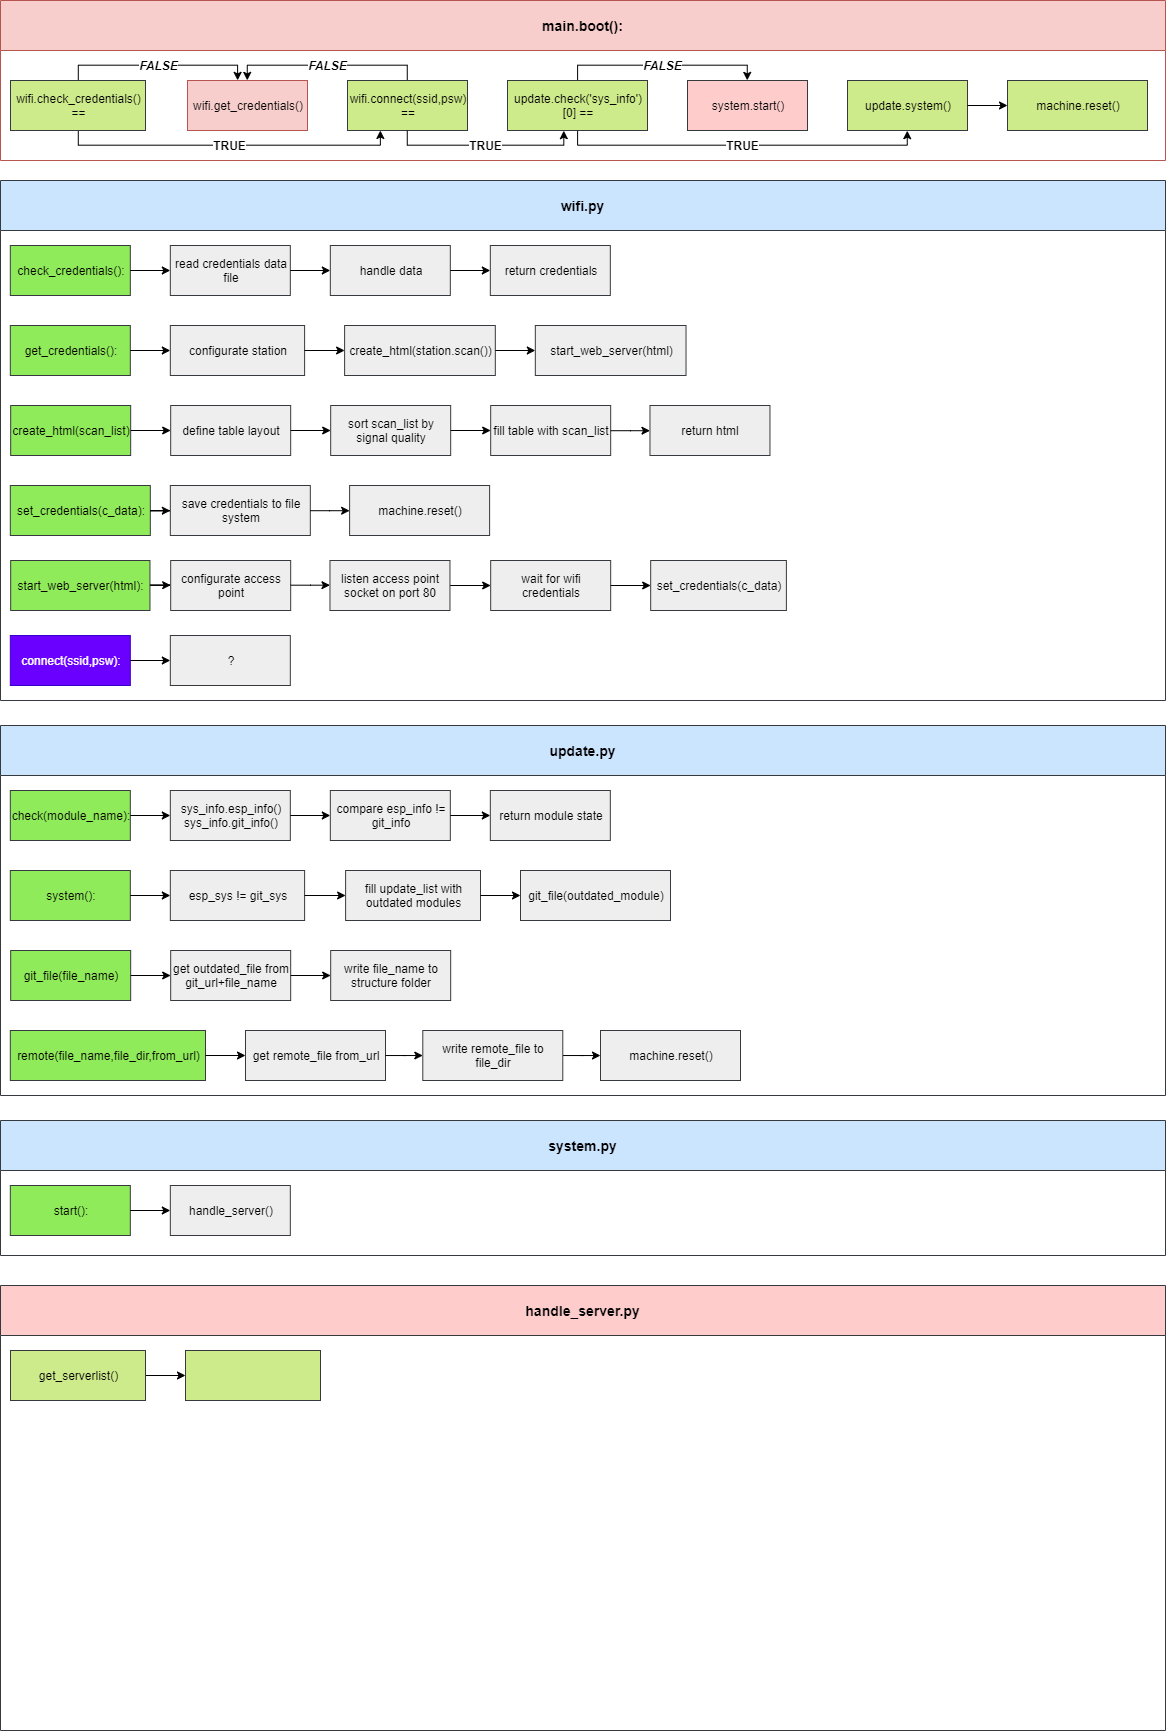 main.boot():
FALSE
FALSE
FALSE
wifi.check_credentials()
==
wifi.get_credentials()
wifi.connect(ssid,psw)
==
update.check('sys_info')
[0] ==
system.start()
update.system()
machine.reset()
TRUE
TRUE
TRUE
wifi.py
check_credentials():
read credentials data
file
handle data
return credentials
get_credentials():
configurate station
create_html(station.scan())
start_web_server(html)
create_html(scan_list)
define table layout
sort scan_list by
signal quality
fill table with scan_list
return html
set_credentials(c_data):
save credentials to file
system
machine.reset()
start_web_server(html):
configurate access
point
listen access point
socket on port 80
wait for wifi
credentials
set_credentials(c_data)
connect(ssid,psw):
?
update.py
check(module_name):
sys_info.esp_info()
sys_info.git_info()
compare esp_info !=
git_info
return module state
system():
esp_sys != git_sys
fill update_list with
outdated modules
git_file(outdated_module)
git_file(file_name)
get outdated_file from
git_url+file_name
write file_name to
structure folder
remote(file_name,file_dir,from_url)
get remote_file from_url
write remote_file to
file_dir
machine.reset()
system.py
start():
handle_server()
handle_server.py
get_serverlist()